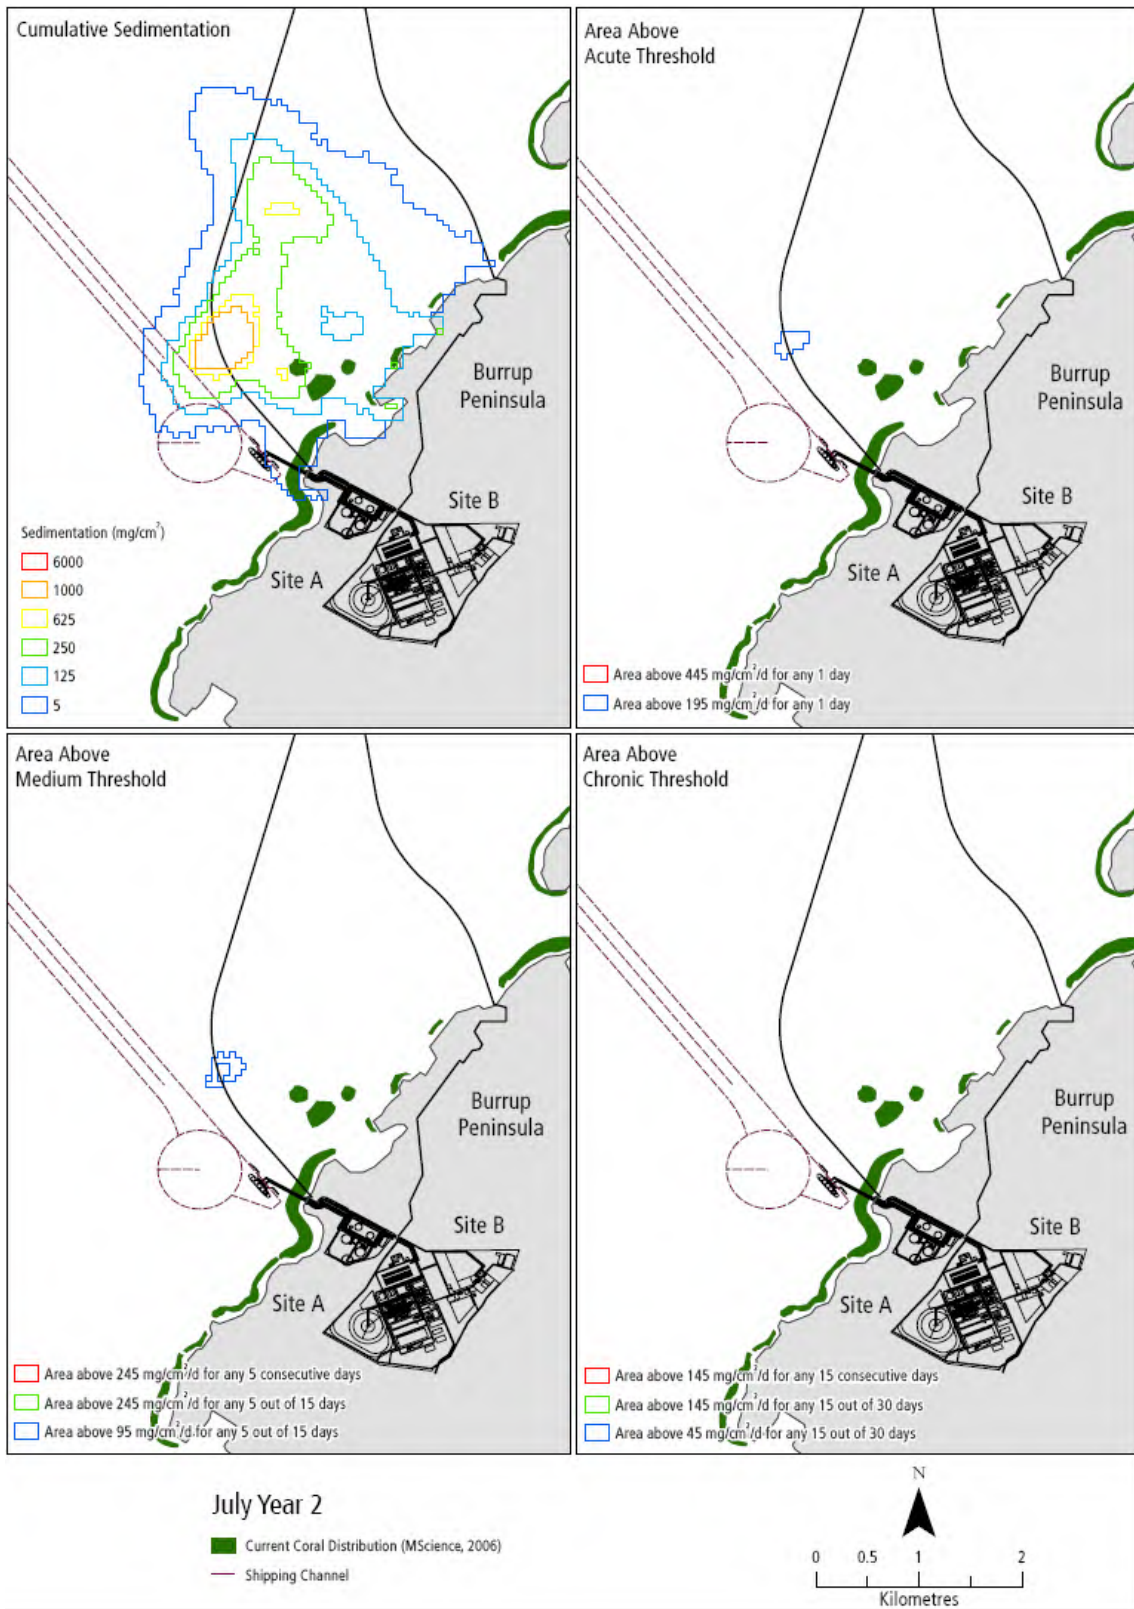 Cumulative Sedimentation
Burrup
Peninsula
Site B
Site A
Sedimentation (mg/cm²)
6000
1000
625
250
125
5
Area Above
Acute Threshold
Burrup
Peninsula
Site B
Site A
Area above 445 mg/cm²/d for any 1 day
Area above 195 mg/cm²/d for any 1 day
Area Above
Medium Threshold
Burrup
Peninsula
Site B
Site A
Area above 245 mg/cm²/d for any 5 consecutive days
Area above 245 mg/cm²/d for any 5 out of 15 days
Area above 95 mg/cm²/d for any 5 out of 15 days
Area Above
Chronic Threshold
Burrup
Peninsula
Site B
Site A
Area above 145 mg/cm²/d for any 15 consecutive days
Area above 145 mg/cm²/d for any 15 out of 30 days
Area above 45 mg/cm²/d for any 15 out of 30 days
July Year 2
Current Coral Distribution (MScience, 2006)
Shipping Channel
N
0 0.5 1 2
Kilometres